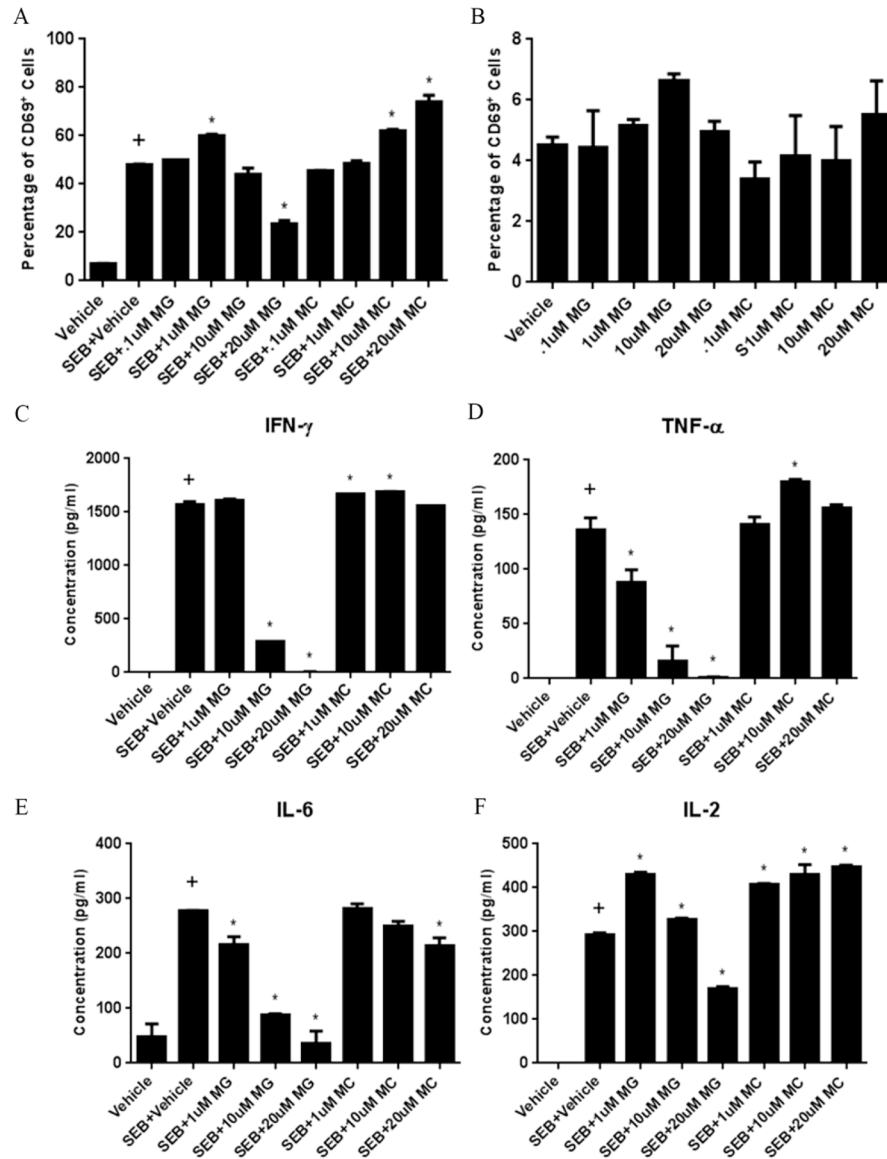 A
Percentage of CD69+ Cells
100
80
60
40
20
0
+
*
*
*
*
Vehicle
SEB+Vehicle
SEB+.1uM MG
SEB+1uM MG
SEB+10uM MG
SEB+20uM MG
SEB+.1uM MC
SEB+1uM MC
SEB+10uM MC
SEB+20uM MC
B
Percentage of CD69+ Cells
8
6
4
2
0
Vehicle
.1uM MG
1uM MG
10uM MG
20uM MG
.1uM MC
S1uM MC
10uM MC
20uM MC
C
IFN-γ
Concentration (pg/ml)
2000
1500
1000
500
0
+
*
*
*
*
Vehicle
SEB+Vehicle
SEB+1uM MG
SEB+10uM MG
SEB+20uM MG
SEB+1uM MC
SEB+10uM MC
SEB+20uM MC
D
TNF-α
Concentration (pg/ml)
200
150
100
50
0
+
*
*
*
*
Vehicle
SEB+Vehicle
SEB+1uM MG
SEB+10uM MG
SEB+20uM MG
SEB+1uM MC
SEB+10uM MC
SEB+20uM MC
E
IL-6
Concentration (pg/ml)
400
300
200
100
0
+
*
*
*
*
Vehicle
SEB+Vehicle
SEB+1uM MG
SEB+10uM MG
SEB+20uM MG
SEB+1uM MC
SEB+10uM MC
SEB+20uM MC
F
IL-2
Concentration (pg/ml)
500
400
300
200
100
0
+
*
*
*
*
*
*
Vehicle
SEB+Vehicle
SEB+1uM MG
SEB+10uM MG
SEB+20uM MG
SEB+1uM MC
SEB+10uM MC
SEB+20uM MC